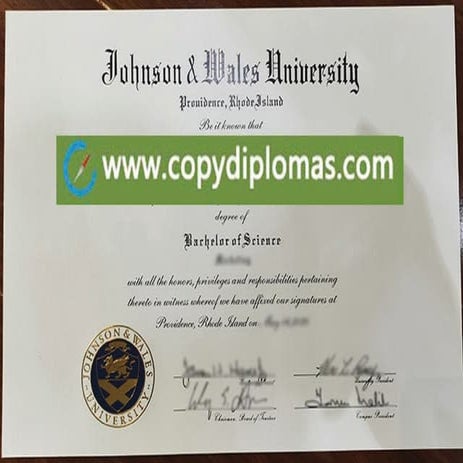 Johnson & Wales University
Providence, Rhode Island
Be it known that
www.copydiplomas.com
degree of
Bachelor of Science
Marketing
with all the honors, privileges and responsibilities pertaining
thereto in witness whereof we have affixed our signatures at
Providence, Rhode Island on
JOHNSON & WALES
UNIVERSITY
Chairman, Board of Trustees
Campus President